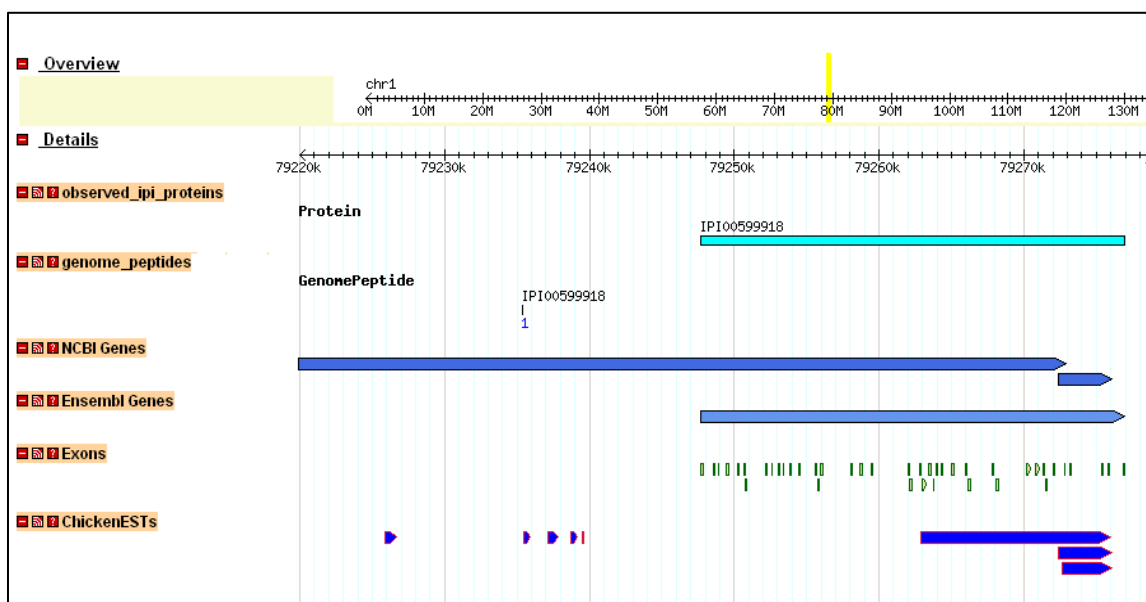 Overview
chr1
0M 10M 20M 30M 40M 50M 60M 70M 80M 90M 100M 110M 120M 130M
Details
79220k 79230k 79240k 79250k 79260k 79270k
observed_ipi_proteins
Protein
IPI00599918
genome_peptides
GenomePeptide
IPI00599918
1
NCBI Genes
Ensembl Genes
Exons
ChickenESTs